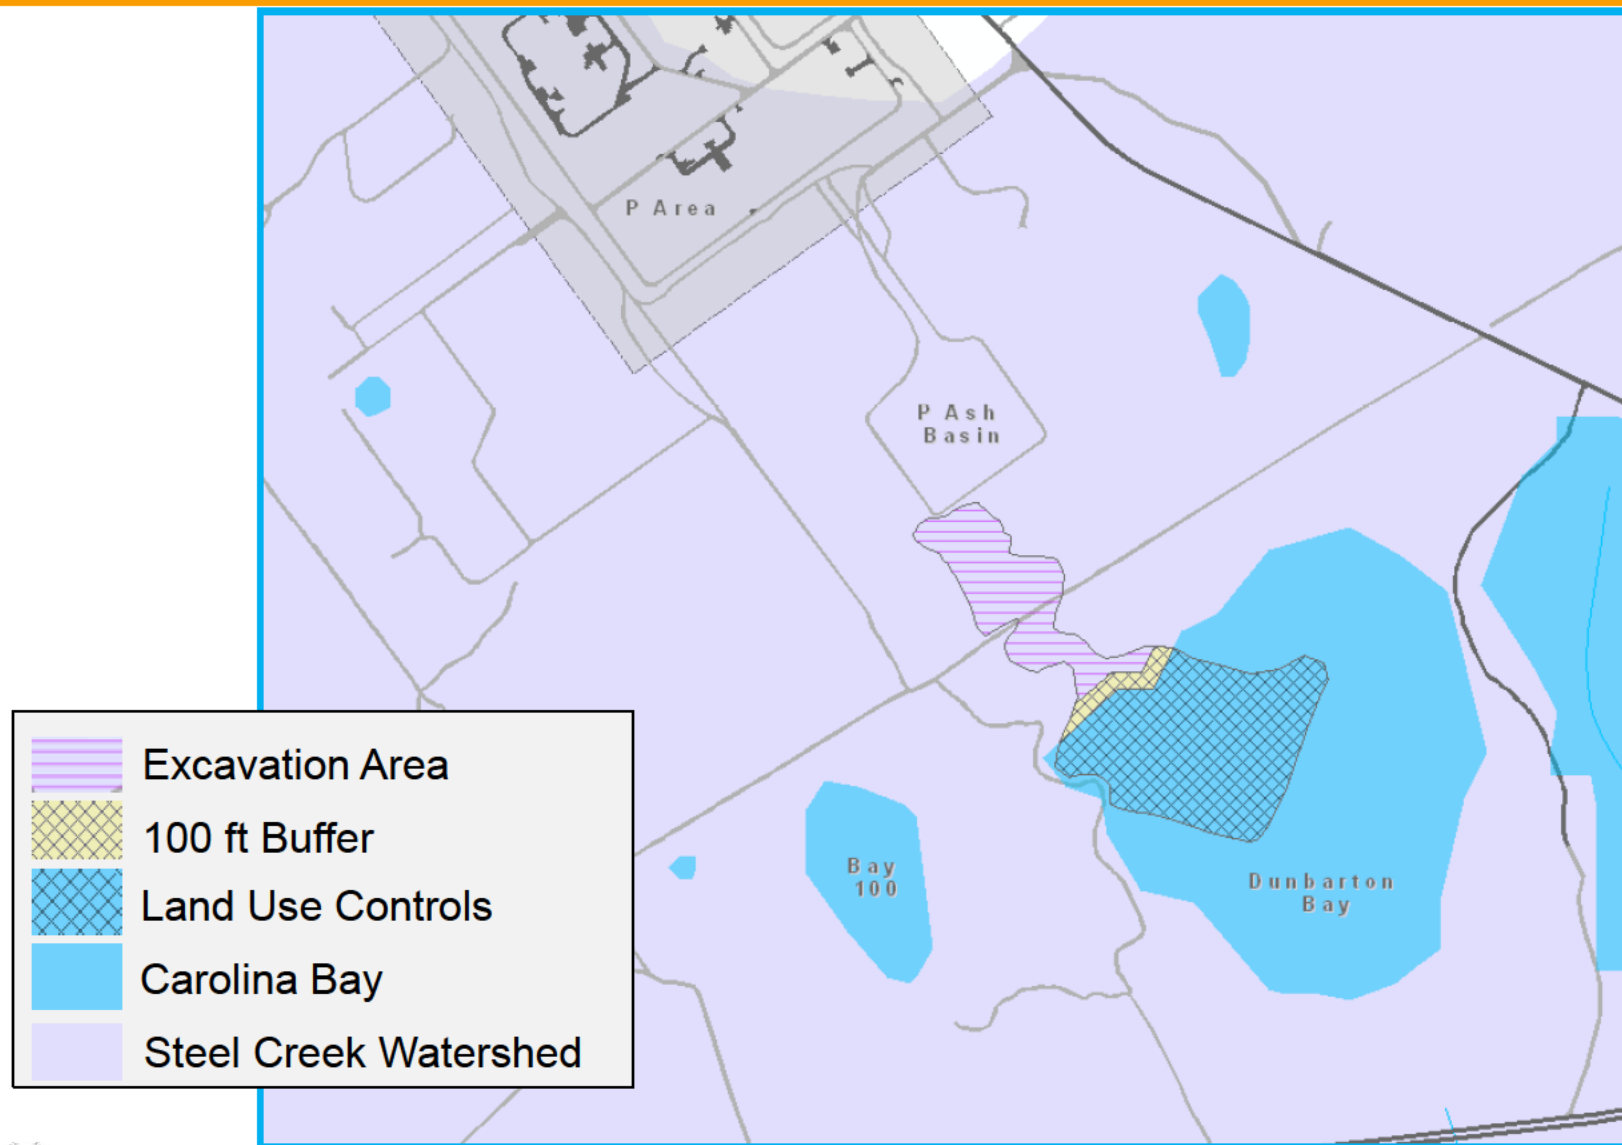 P Area
P Ash
Basin
Excavation Area
100 ft Buffer
Land Use Controls
Carolina Bay
Steel Creek Watershed
Bay
100
Dunbarton
Bay